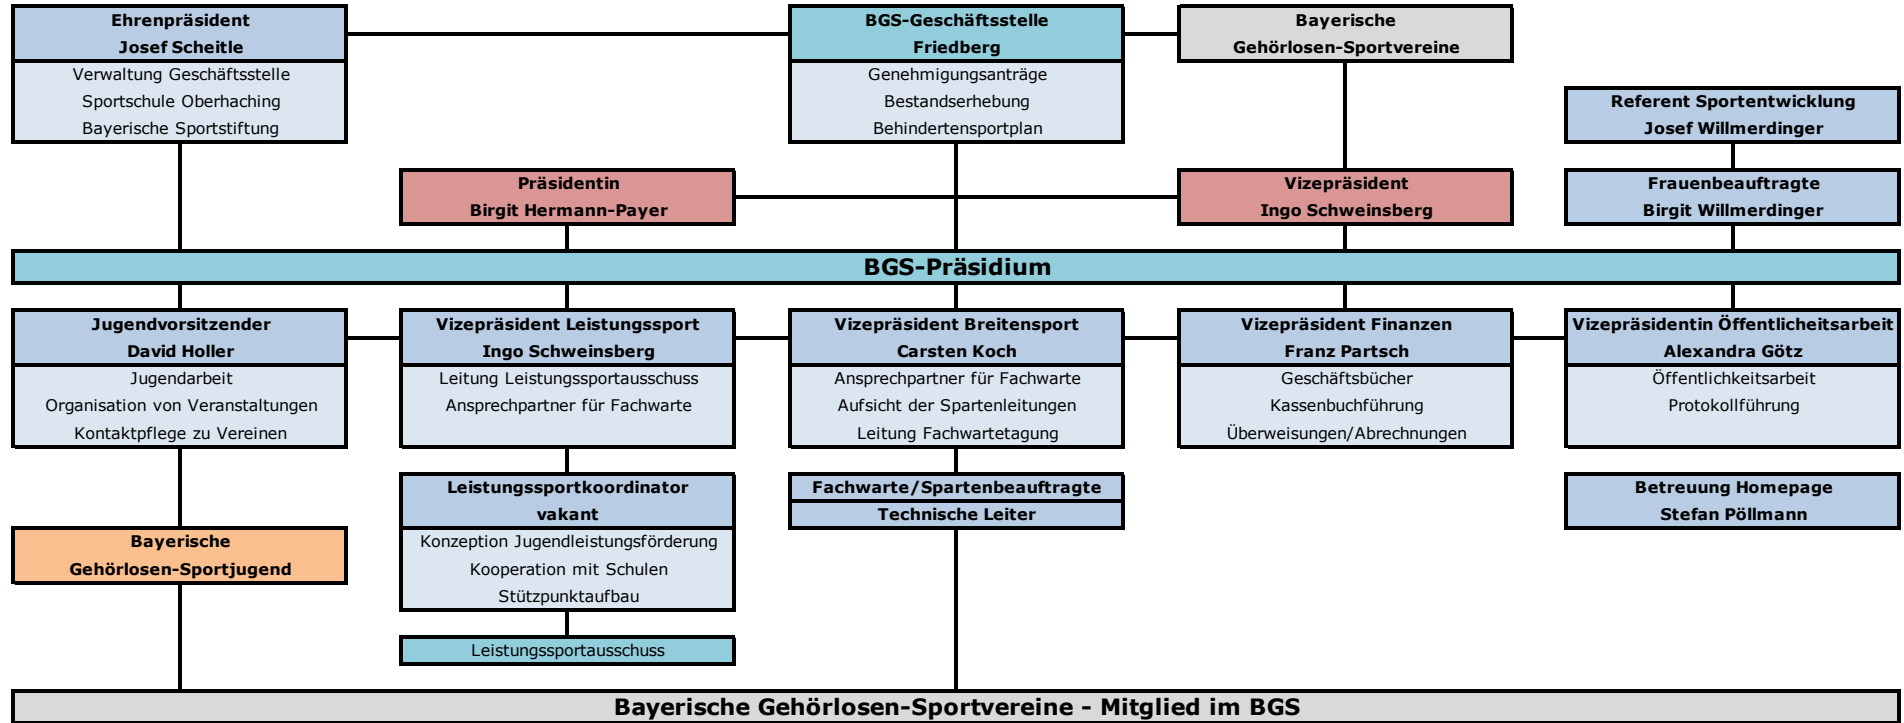 Ehrenpräsident
Josef Scheitle
Verwaltung Geschäftsstelle
Sportschule Oberhaching
Bayerische Sportstiftung
BGS-Geschäftsstelle
Friedberg
Genehmigungsanträge
Bestandserhebung
Behindertensportplan
Bayerische
Gehörlosen-Sportvereine
Referent Sportentwicklung
Josef Willmerdinger
Präsidentin
Birgit Hermann-Payer
Vizepräsident
Ingo Schweinsberg
Frauenbeauftragte
Birgit Willmerdinger
BGS-Präsidium
Jugendvorsitzender
David Holler
Jugendarbeit
Organisation von Veranstaltungen
Kontaktpflege zu Vereinen
Vizepräsident Leistungssport
Ingo Schweinsberg
Leitung Leistungssportausschuss
Ansprechpartner für Fachwarte
Vizepräsident Breitensport
Carsten Koch
Ansprechpartner für Fachwarte
Aufsicht der Spartenleitungen
Leitung Fachwartetagung
Vizepräsident Finanzen
Franz Partsch
Geschäftsbücher
Kassenbuchführung
Überweisungen/Abrechnungen
Vizepräsidentin Öffentlicheitsarbeit
Alexandra Götz
Öffentlichkeitsarbeit
Protokollführung
Leistungssportkoordinator
vakant
Konzeption Jugendleistungsförderung
Kooperation mit Schulen
Stützpunktaufbau
Fachwarte/Spartenbeauftragte
Technische Leiter
Betreuung Homepage
Stefan Pöllmann
Bayerische
Gehörlosen-Sportjugend
Leistungssportausschuss
Bayerische Gehörlosen-Sportvereine - Mitglied im BGS